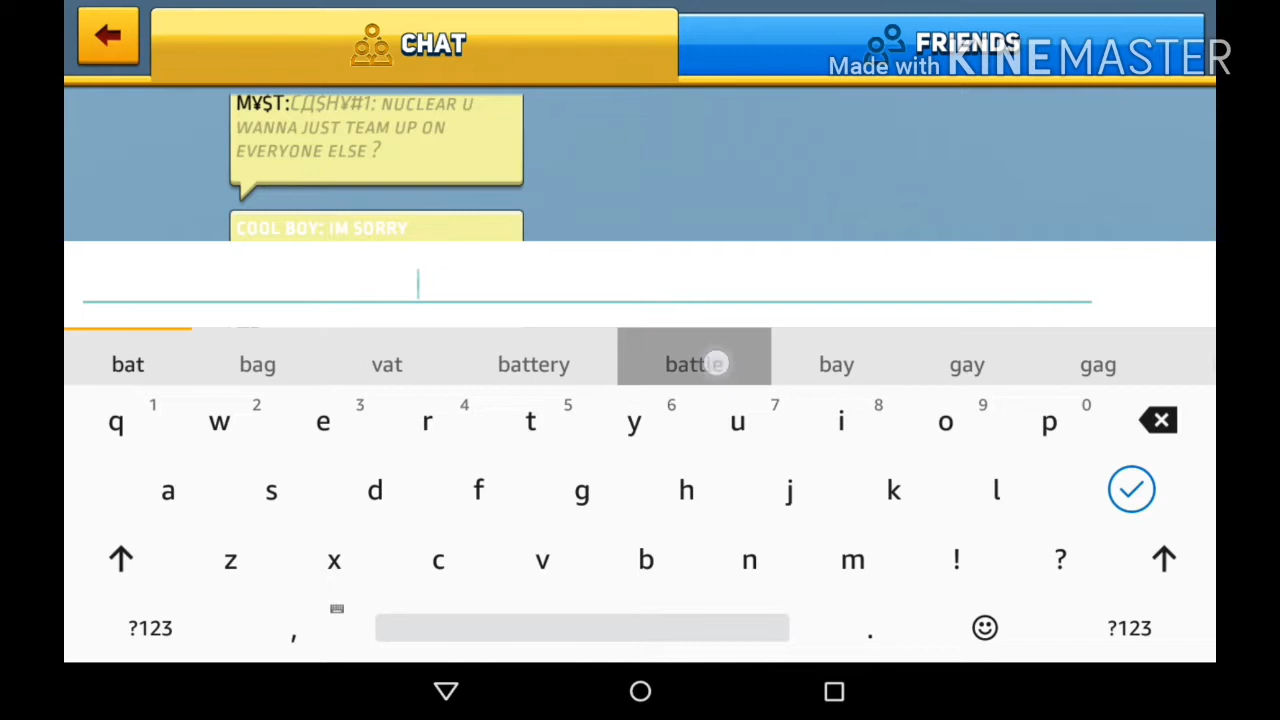 CHAT
FRIENDS
Made with KINEMASTER
M¥$T:СД$H¥#1: NUCLEAR U
WANNA JUST TEAM UP ON
EVERYONE ELSE ?
COOL BOY: IM SORRY
bat bag vat battery battle bay gay gag
1 2 3 4 5 6 7 8 9 0
q w e r t y u i o p
a s d f g h j k l
z x c v b n m ! ?
?123 , . ?123